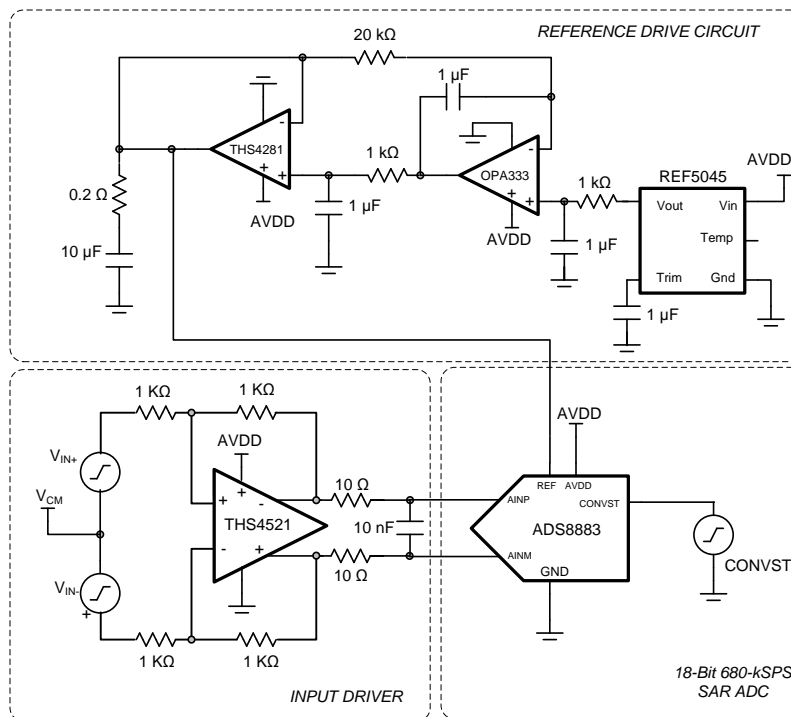 REFERENCE DRIVE CIRCUIT
20 kΩ
1 µF
-
THS4281
+ +
AVDD
1 kΩ
1 µF
-
OPA333
+ +
AVDD
1 kΩ
1 µF
REF5045
AVDD
Vout Vin
Temp
Trim Gnd
1 µF
0.2 Ω
10 µF
1 KΩ 1 KΩ
VIN+
VCM
VIN-
+
AVDD
+ + -
THS4521
- +
10 Ω
10 nF
10 Ω
1 KΩ 1 KΩ
INPUT DRIVER
AVDD
REF AVDD
AINP CONVST
ADS8883
AINM
GND
CONVST
18-Bit 680-kSPS
SAR ADC